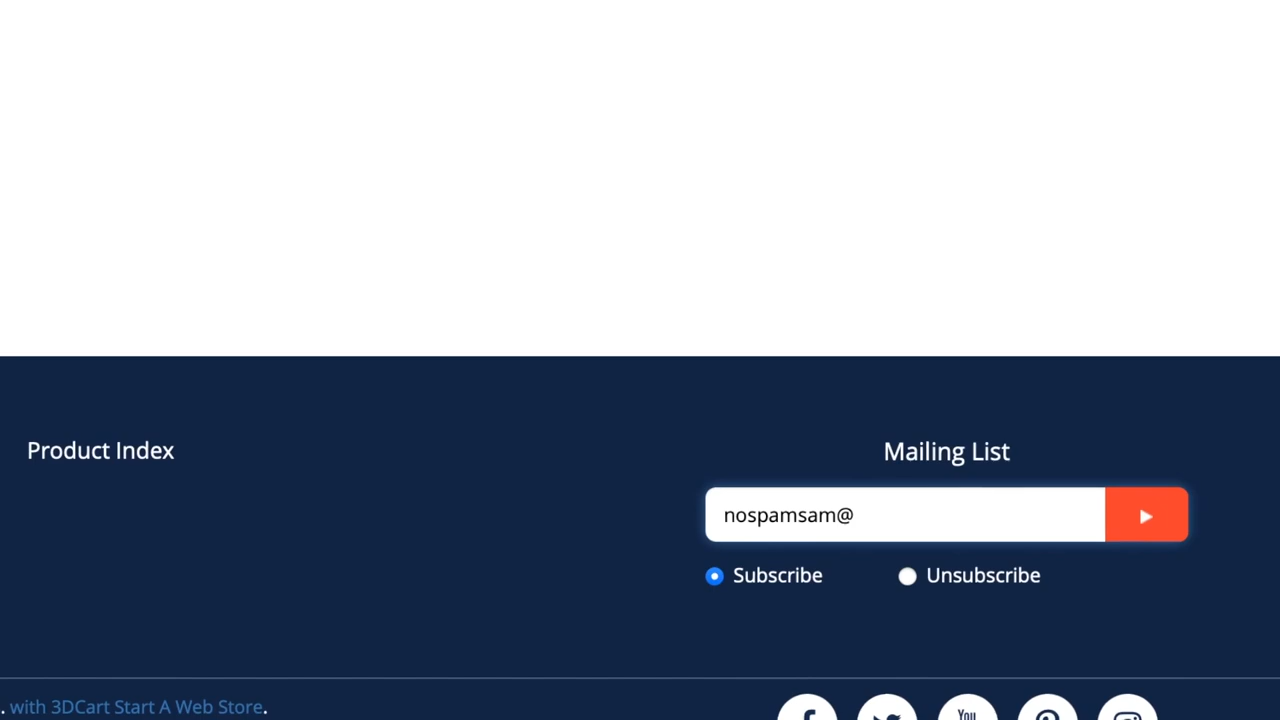 Product Index
Mailing List
nospamsam@
Subscribe
Unsubscribe
. with 3DCart Start A Web Store.
You